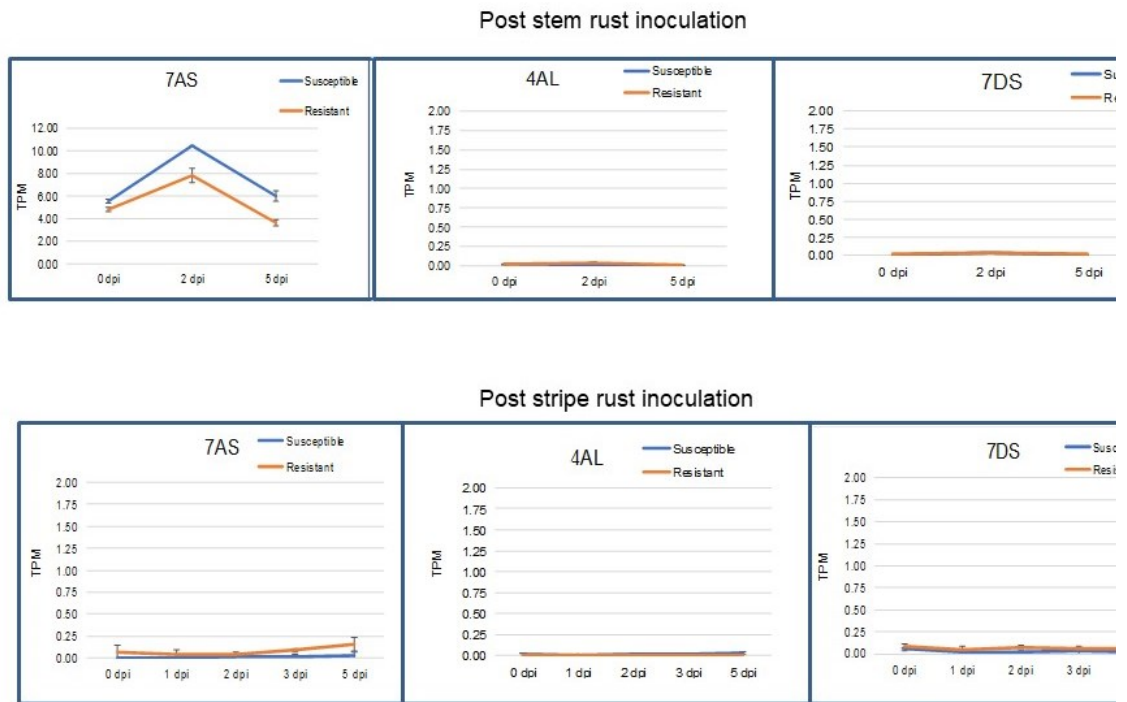 Post stem rust inoculation
7AS
Susceptible
Resistant
12.00
10.00
8.00
6.00
4.00
2.00
0.00
TPM
0 dpi
2 dpi
5 dpi
4AL
Susceptible
Resistant
2.00
1.75
1.50
1.25
1.00
0.75
0.50
0.25
0.00
TPM
0 dpi
2 dpi
5 dpi
7DS
Su
Re
2.00
1.75
1.50
1.25
1.00
0.75
0.50
0.25
0.00
TPM
0 dpi
2 dpi
5 dpi
Post stripe rust inoculation
7AS
Susceptible
Resistant
2.00
1.75
1.50
1.25
1.00
0.75
0.50
0.25
0.00
TPM
0 dpi
1 dpi
2 dpi
3 dpi
5 dpi
4AL
Susceptible
Resistant
2.00
1.75
1.50
1.25
1.00
0.75
0.50
0.25
0.00
TPM
0 dpi
1 dpi
2 dpi
3 dpi
5 dpi
7DS
Susc
Resi
2.00
1.75
1.50
1.25
1.00
0.75
0.50
0.25
0.00
TPM
0 dpi
1 dpi
2 dpi
3 dpi